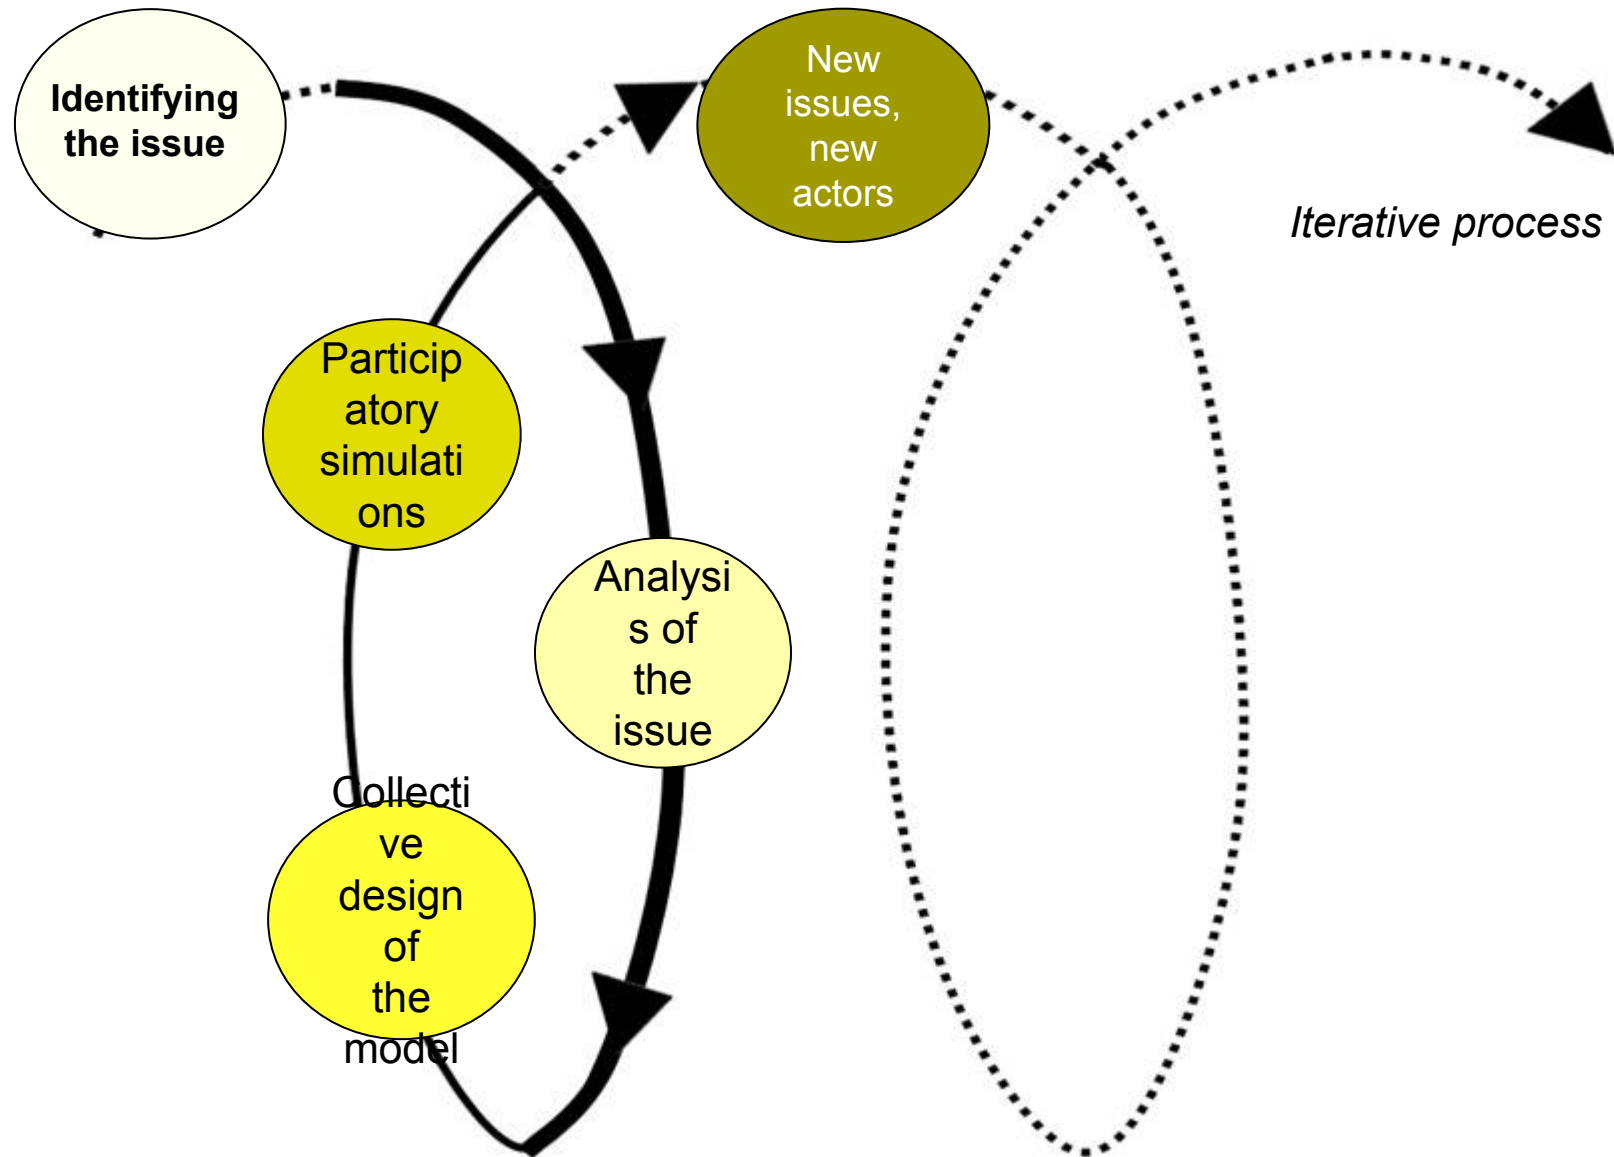 Identifying
the issue
New
issues,
new
actors
Iterative process
Particip
atory
simulati
ons
Analysi
s of
the
issue
Collecti
ve
design
of
the
model